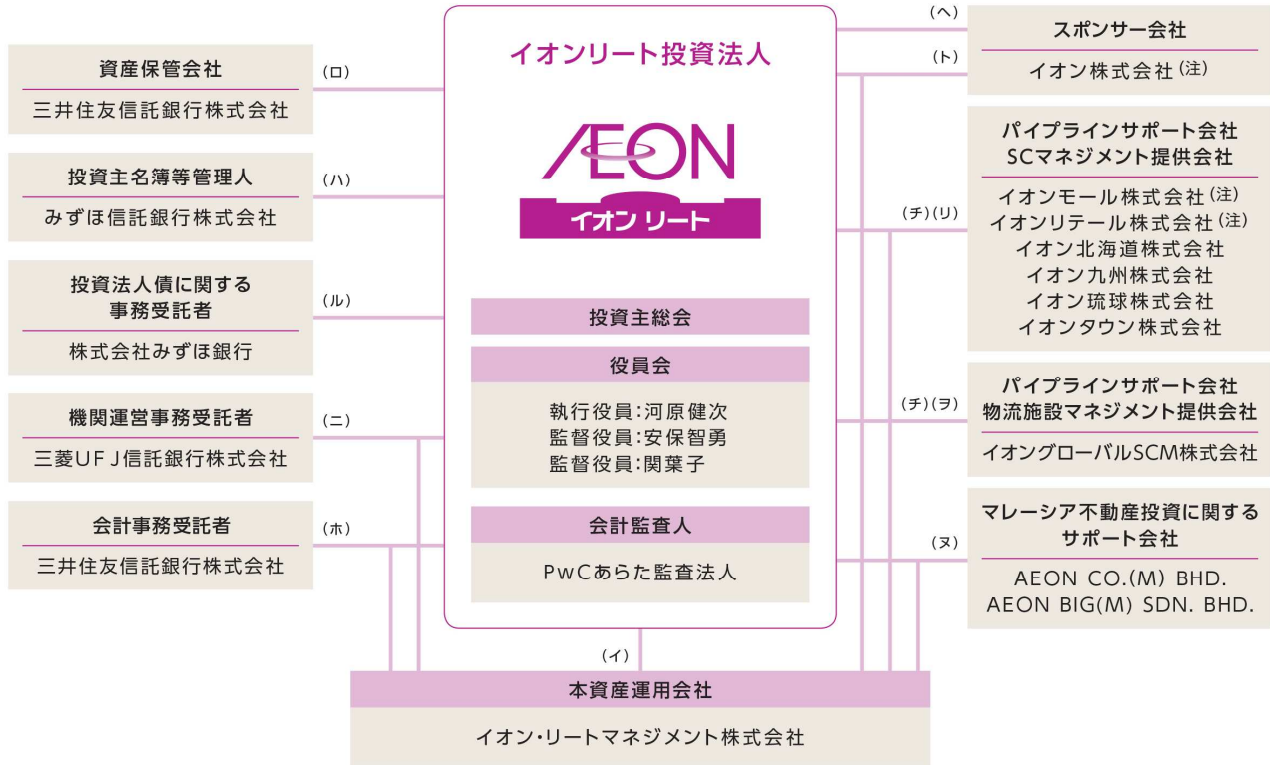 資産保管会社
三井住友信託銀行株式会社
(ロ)
投資主名簿等管理人
みずほ信託銀行株式会社
(ハ)
投資法人債に関する
事務受託者
株式会社みずほ銀行
(ル)
機関運営事務受託者
三菱UFJ信託銀行株式会社
(ニ)
会計事務受託者
三井住友信託銀行株式会社
(ホ)
イオンリート投資法人
ÆON
イオン リート
投資主総会
役員会
執行役員:河原健次
監督役員:安保智勇
監督役員:関葉子
会計監査人
PwCあらた監査法人
(イ)
本資産運用会社
イオン・リートマネジメント株式会社
(ヘ)
(ト)
スポンサー会社
イオン株式会社(注)
(チ)(リ)
パイプラインサポート会社
SCマネジメント提供会社
イオンモール株式会社(注)
イオンリテール株式会社(注)
イオン北海道株式会社
イオン九州株式会社
イオン琉球株式会社
イオンタウン株式会社
(チ)(ヲ)
パイプラインサポート会社
物流施設マネジメント提供会社
イオングローバルSCM株式会社
(ヌ)
マレーシア不動産投資に関する
サポート会社
AEON CO.(M) BHD.
AEON BIG(M) SDN. BHD.